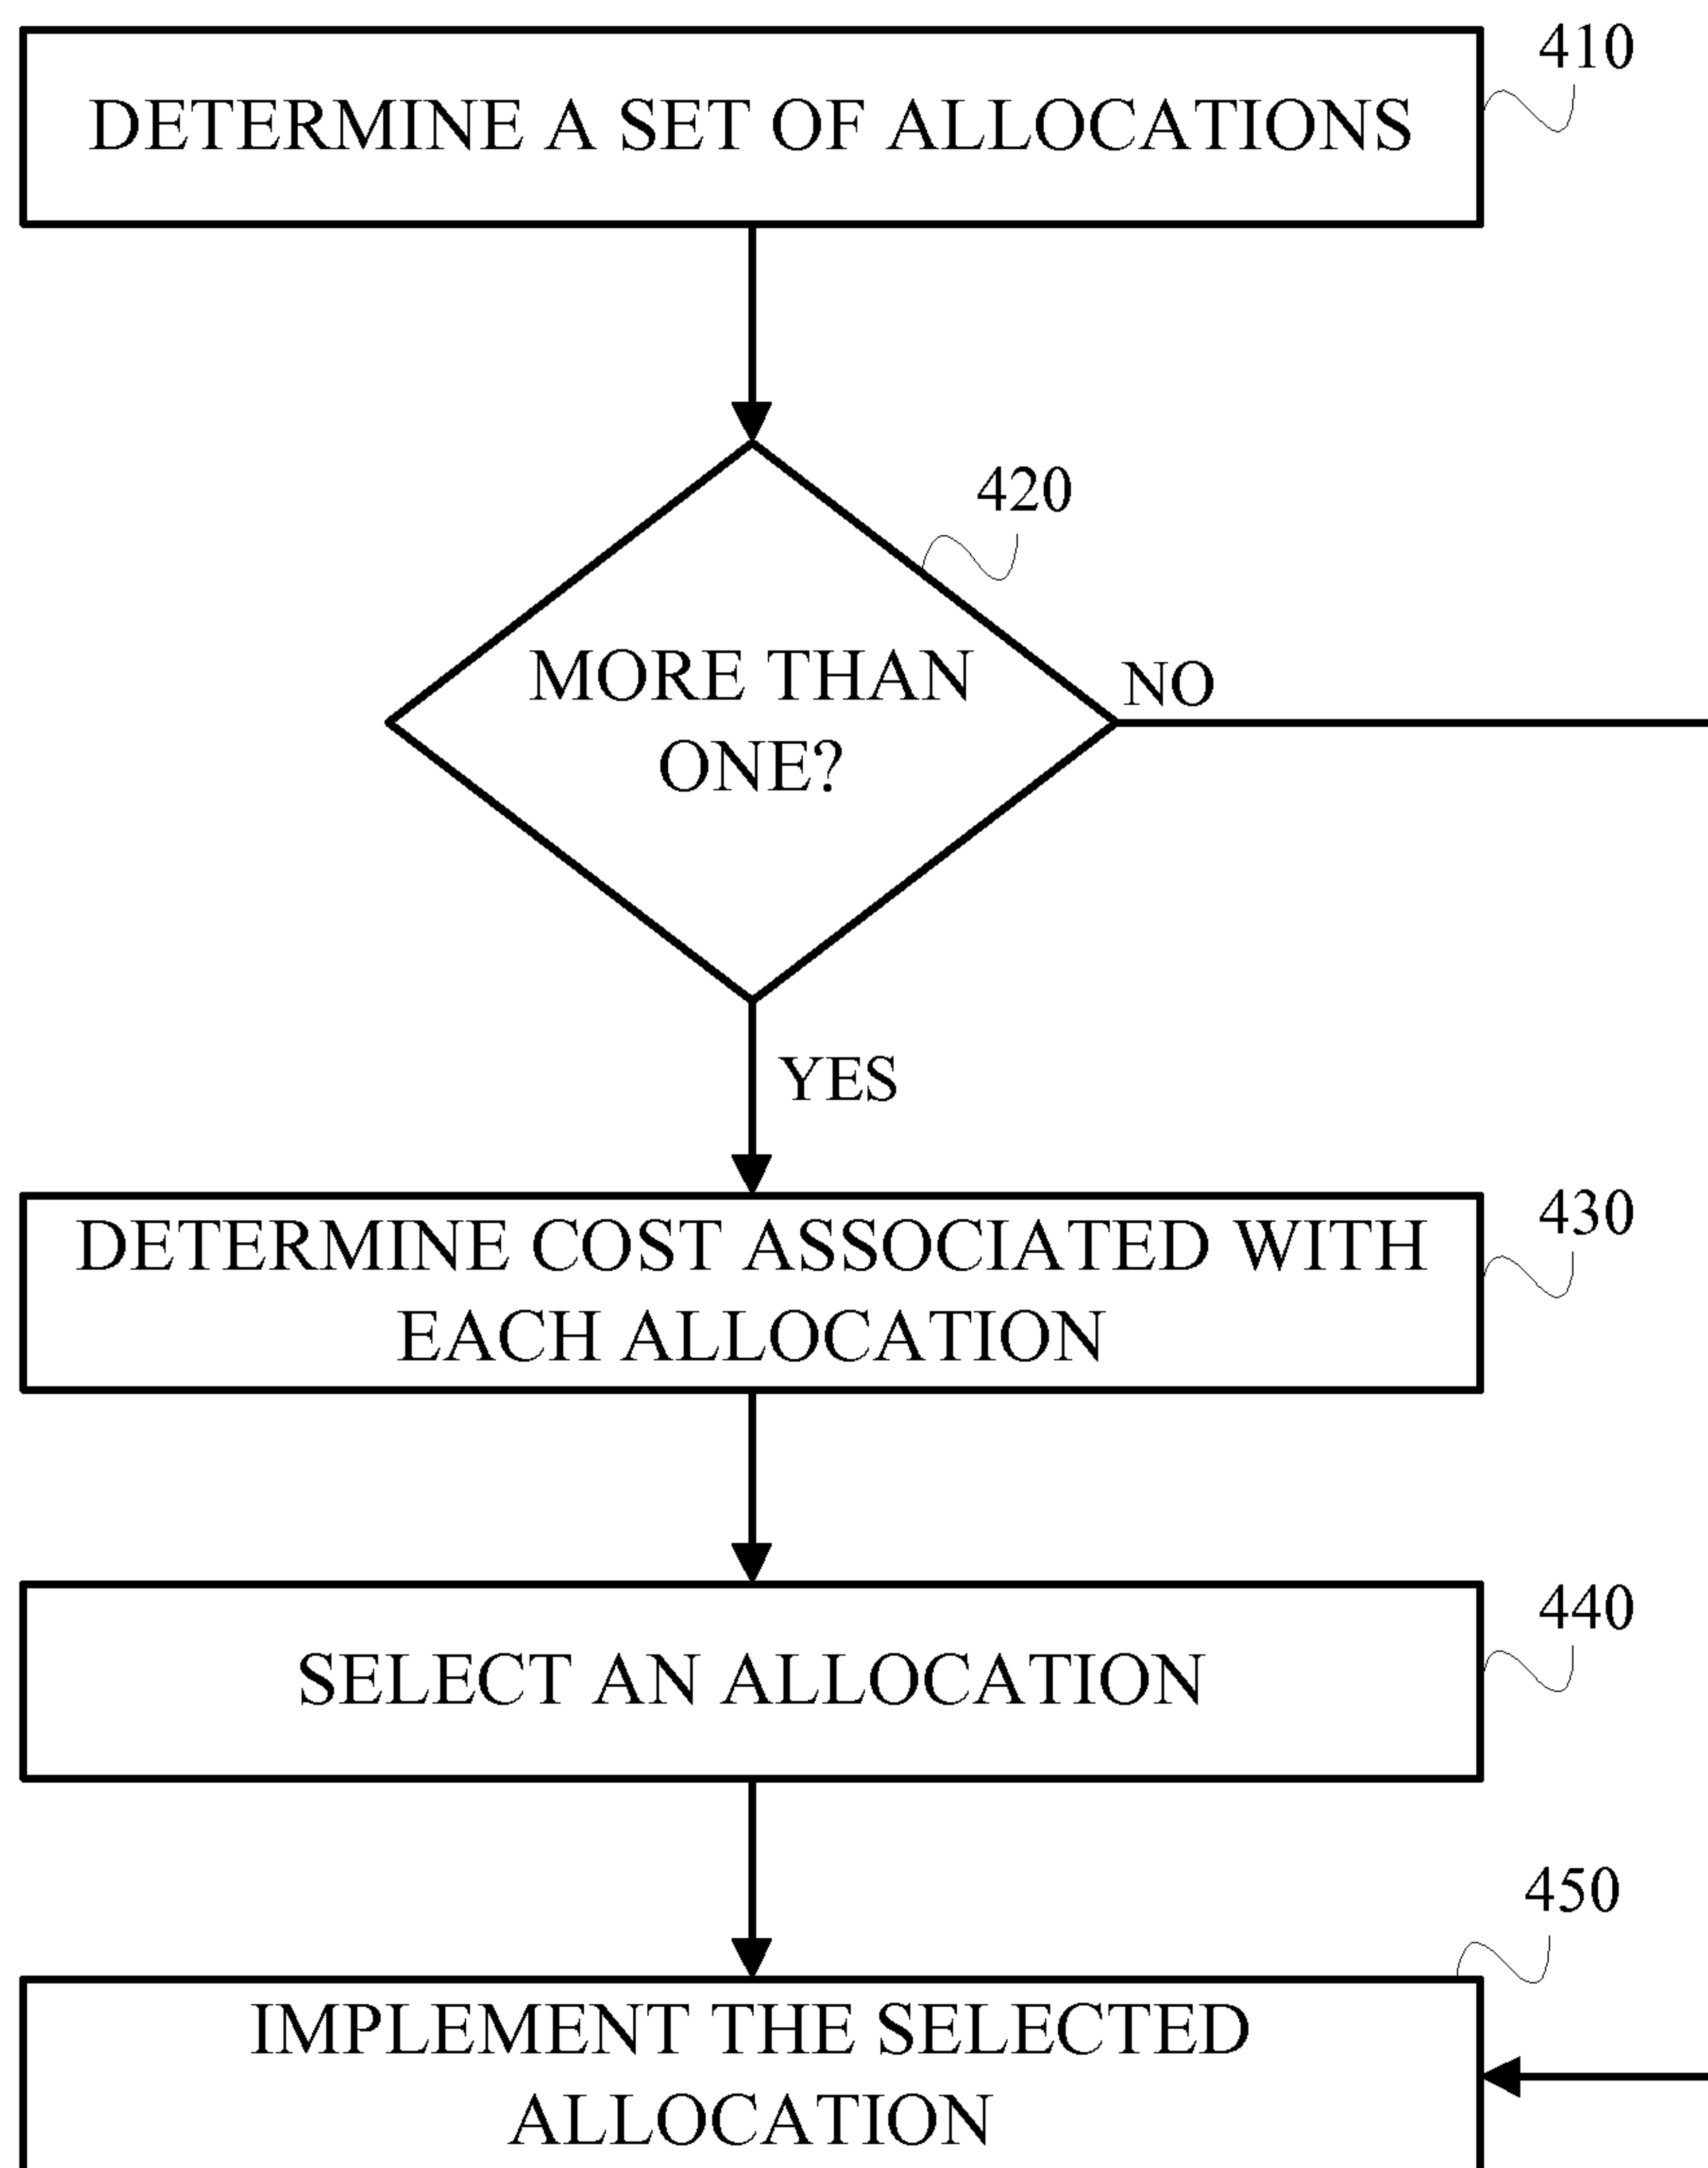 410
DETERMINE A SET OF ALLOCATIONS
420
MORE THAN
ONE?
NO
YES
430
DETERMINE COST ASSOCIATED WITH
EACH ALLOCATION
440
SELECT AN ALLOCATION
450
IMPLEMENT THE SELECTED
ALLOCATION